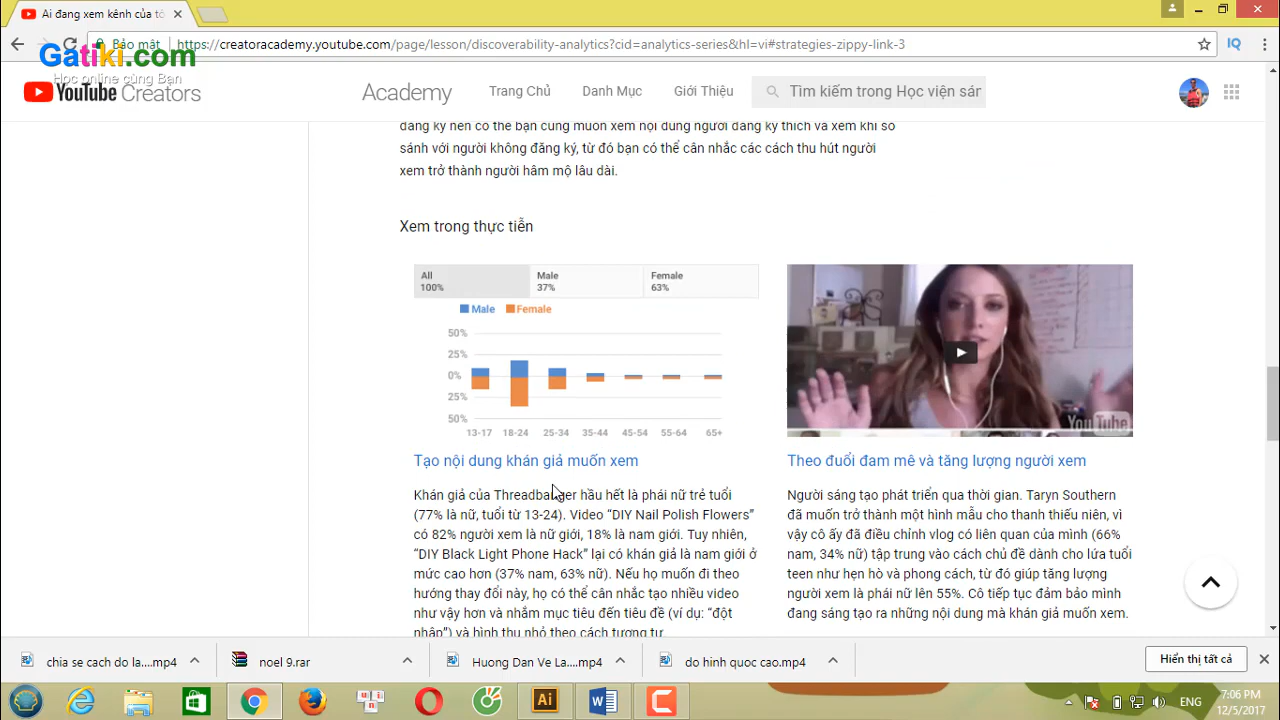 Ai đang xem kênh của tô
Bảo mật https://creatoracademy.youtube.com/page/lesson/discoverability-analytics?cid=analytics-series&hl=vi#strategies-zippy-link-3
Gatiki.com
Học online cùng Bạn
YouTube Creators Academy Trang Chủ Danh Mục Giới Thiệu Tìm kiếm trong Học viện sár
đăng ký nên có thể bạn cũng muốn xem nội dung người đăng ký thích và xem khi so
sánh với người không đăng ký, từ đó bạn có thể cân nhắc các cách thu hút người
xem trở thành người hâm mộ lâu dài.
Xem trong thực tiễn
All Male Female
100% 37% 63%
Male Female
50%
25%
0%
25%
50%
13-17 18-24 25-34 35-44 45-54 55-64 65+
YouTube
Tạo nội dung khán giả muốn xem
Khán giả của Threadbanger hầu hết là phái nữ trẻ tuổi
(77% là nữ, tuổi từ 13-24). Video “DIY Nail Polish Flowers”
có 82% người xem là nữ giới, 18% là nam giới. Tuy nhiên,
“DIY Black Light Phone Hack” lại có khán giả là nam giới ở
mức cao hơn (37% nam, 63% nữ). Nếu họ muốn đi theo
hướng thay đổi này, họ có thể cân nhắc tạo nhiều video
như vậy hơn và nhắm mục tiêu đến tiêu đề (ví dụ: “đột
nhập”) và hình thu nhỏ theo cách tương tự.
Theo đuổi đam mê và tăng lượng người xem
Người sáng tạo phát triển qua thời gian. Taryn Southern
đã muốn trở thành một hình mẫu cho thanh thiếu niên, vì
vậy cô ấy đã điều chỉnh vlog có liên quan của mình (66%
nam, 34% nữ) tập trung vào cách chủ đề dành cho lứa tuổi
teen như hẹn hò và phong cách, từ đó giúp tăng lượng
người xem là phái nữ lên 55%. Cô tiếp tục đảm bảo mình
đang sáng tạo ra những nội dung mà khán giả muốn xem.
chia se cach do la....mp4 noel 9.rar Huong Dan Ve La....mp4 do hinh quoc cao.mp4 Hiển thị tất cả
Ai W ENG 7:06 PM
12/5/2017